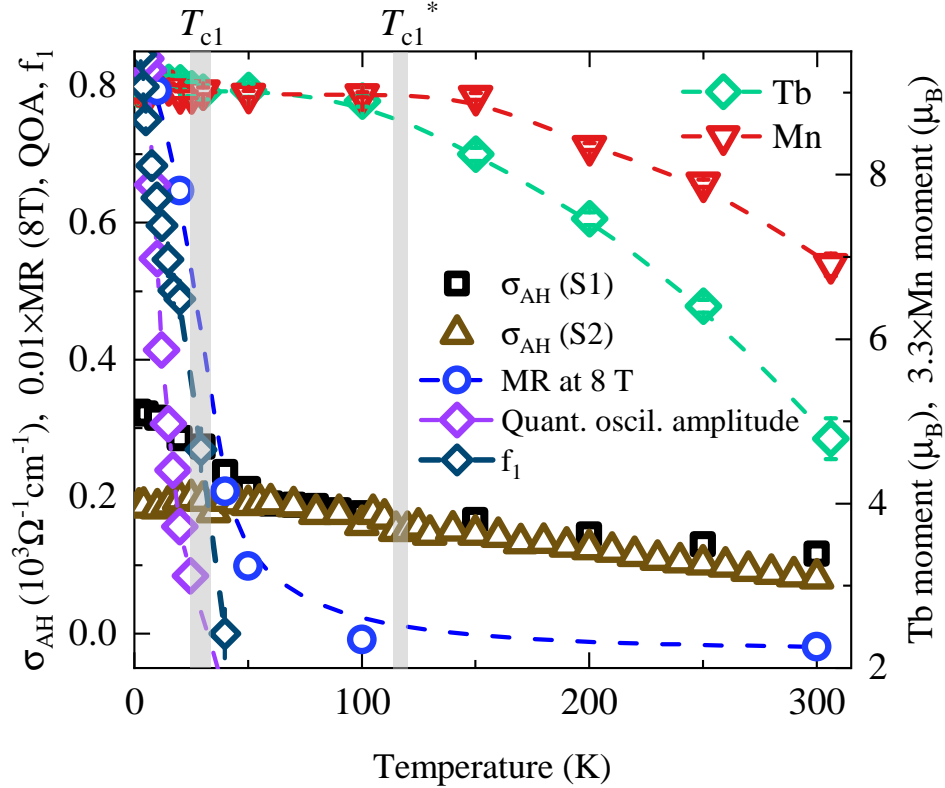 T_c1 T_c1*
σ_AH (10³Ω⁻¹cm⁻¹), 0.01×MR (8T), QOA, f₁
0.8
0.6
0.4
0.2
0.0
Tb
Mn
σ_AH (S1)
σ_AH (S2)
MR at 8 T
Quant. oscil. amplitude
f₁
8
6
4
2
Tb moment (μ_B), 3.3×Mn moment (μ_B)
0 100 200 300
Temperature (K)